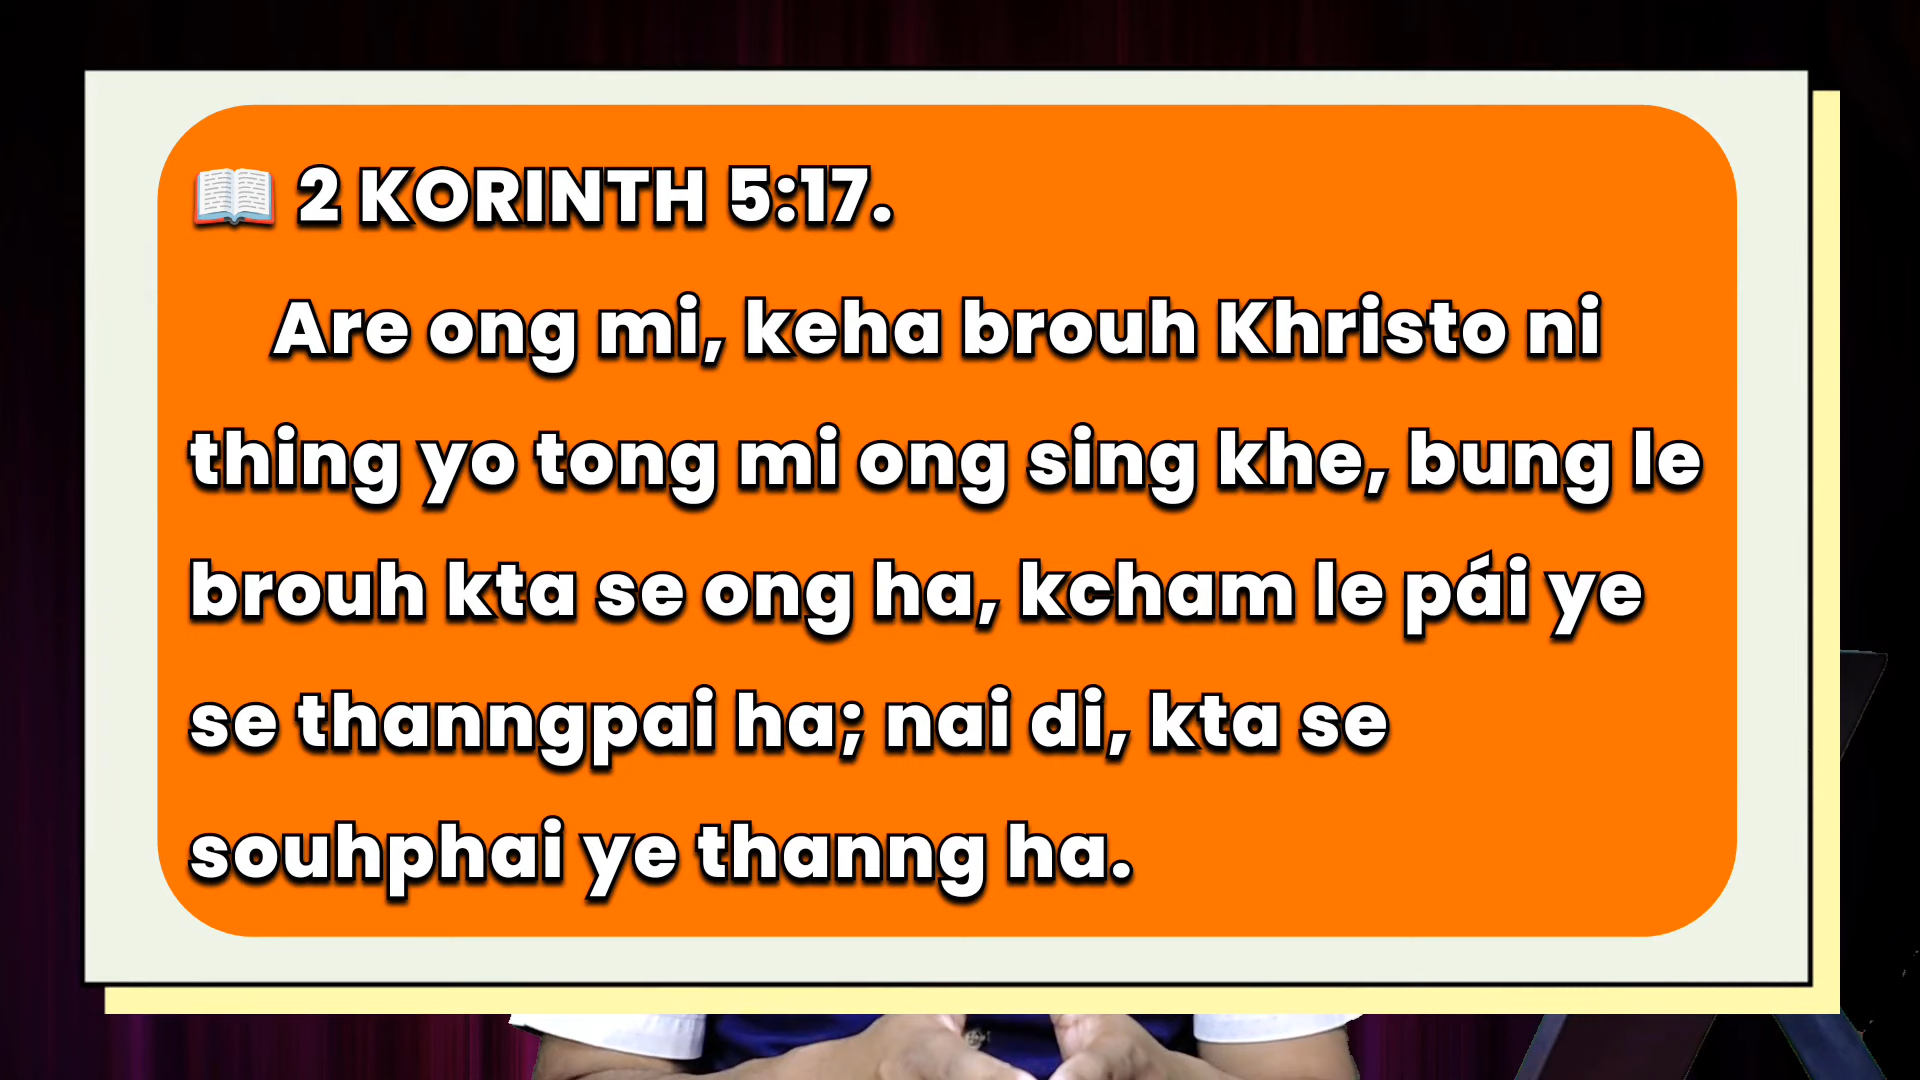 📖 2 KORINTH 5:17.
Are ong mi, keha brouh Khristo ni
thing yo tong mi ong sing khe, bung le
brouh kta se ong ha, kcham le pái ye
se thanngpai ha; nai di, kta se
souhphai ye thanng ha.